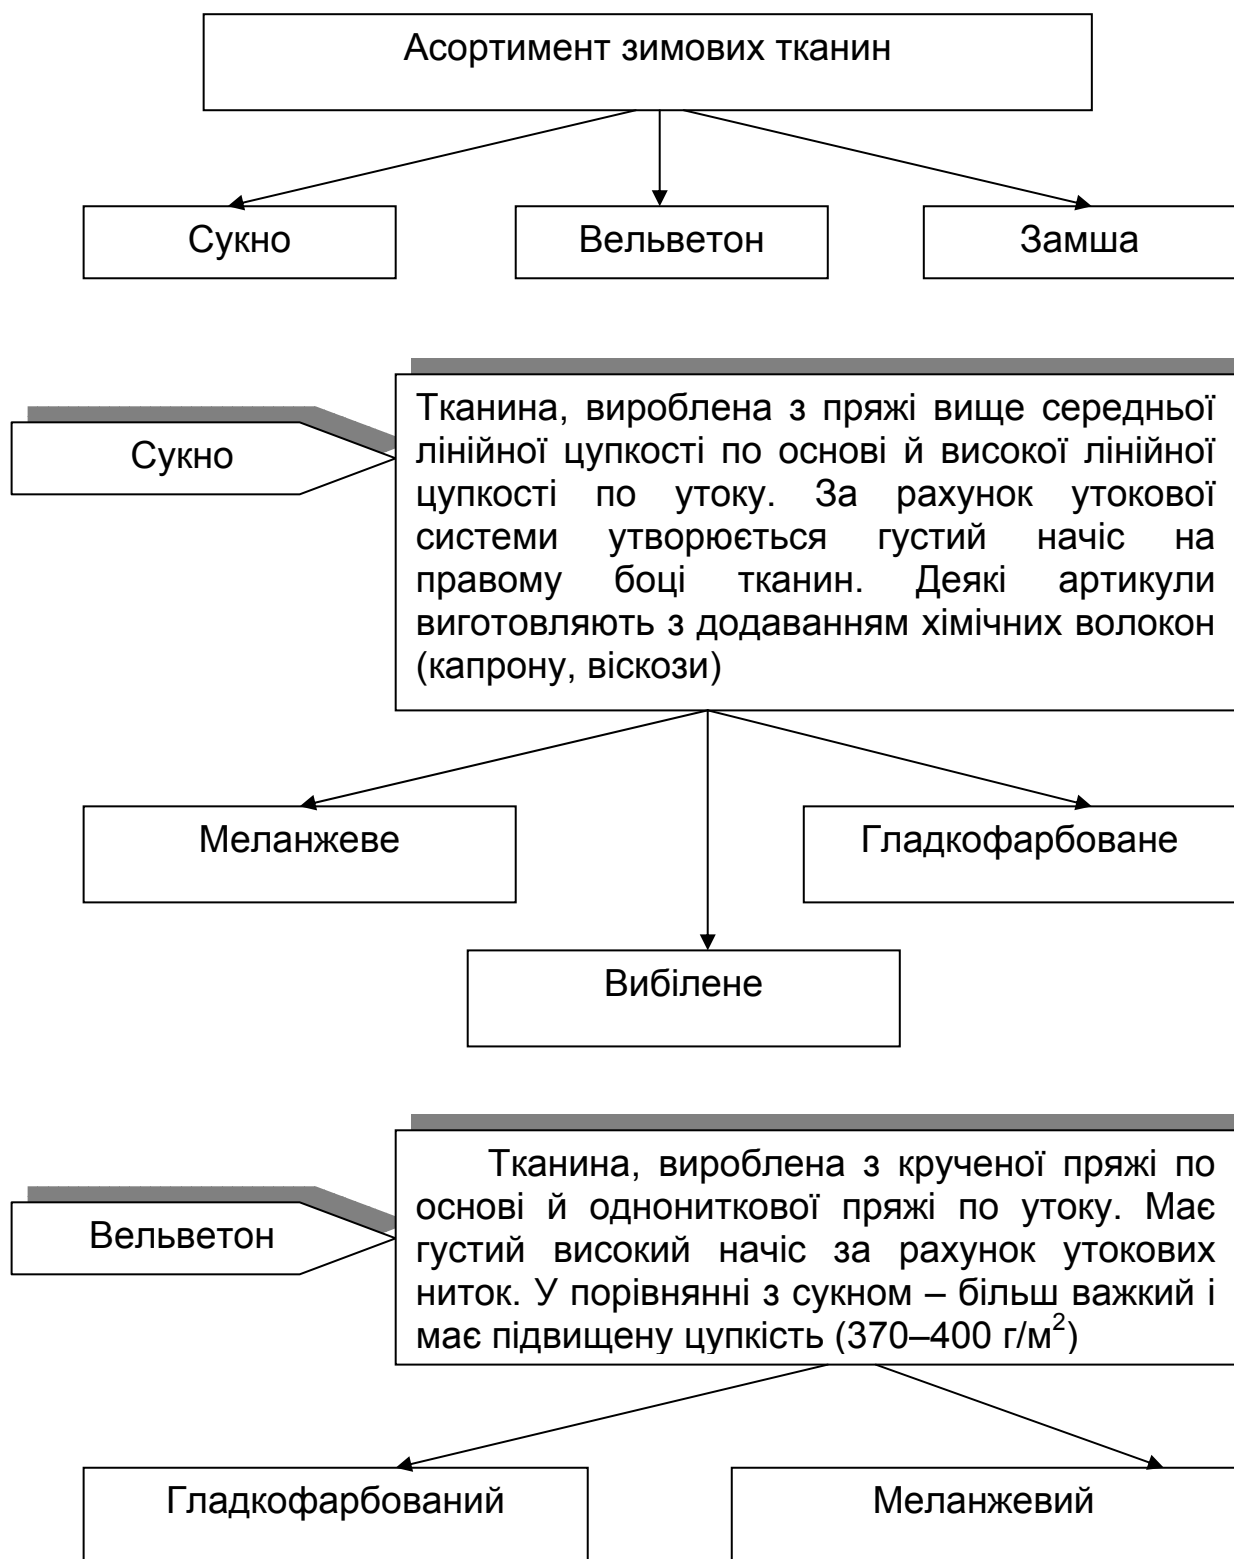 Асортимент зимових тканин
Сукно
Вельветон
Замша
Сукно
Тканина, вироблена з пряжі вище середньої
лінійної цупкості по основі й високої лінійної
цупкості по утоку. За рахунок утокової
системи утворюється густий начіс на
правому боці тканин. Деякі артикули
виготовляють з додаванням хімічних волокон
(капрону, віскози)
Меланжеве
Гладкофарбоване
Вибілене
Вельветон
Тканина, вироблена з крученої пряжі по
основі й однониткової пряжі по утоку. Має
густий високий начіс за рахунок утокових
ниток. У порівнянні з сукном – більш важкий і
має підвищену цупкість (370–400 г/м²)
Гладкофарбований
Меланжевий